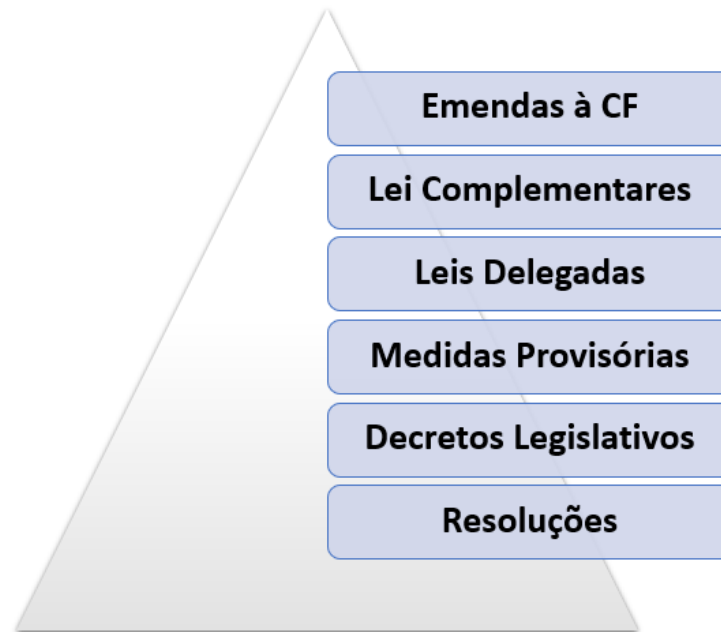 Emendas à CF
Lei Complementares
Leis Delegadas
Medidas Provisórias
Decretos Legislativos
Resoluções